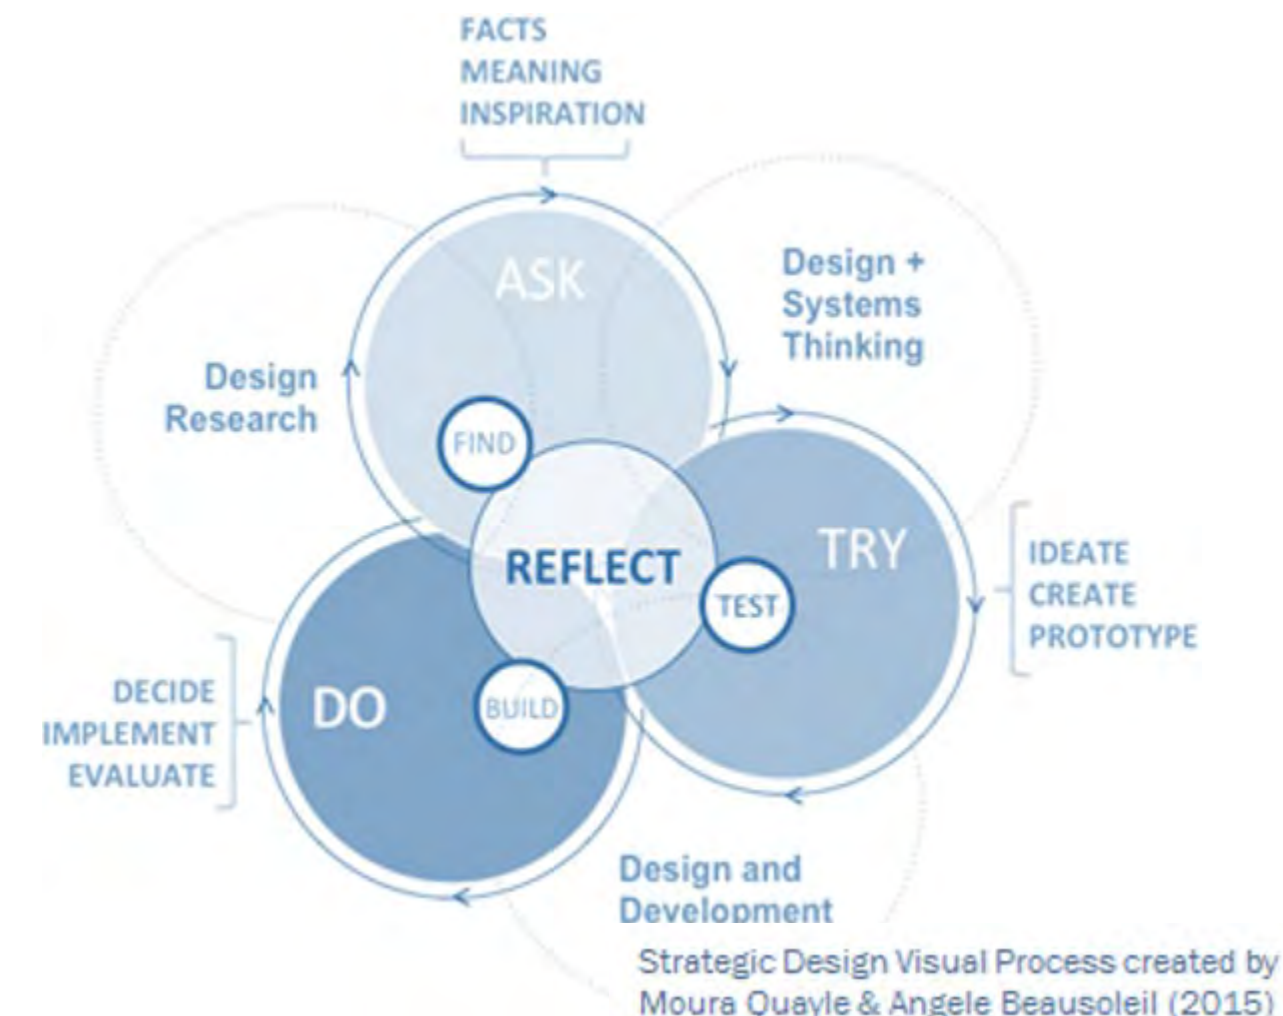 FACTS
MEANING
INSPIRATION
ASK
Design +
Systems
Thinking
Design
Research
FIND
REFLECT
TRY
TEST
IDEATE
CREATE
PROTOTYPE
DO
BUILD
DECIDE
IMPLEMENT
EVALUATE
Design and
Development
Strategic Design Visual Process created by
Moura Quayle & Angele Beausoleil (2015)